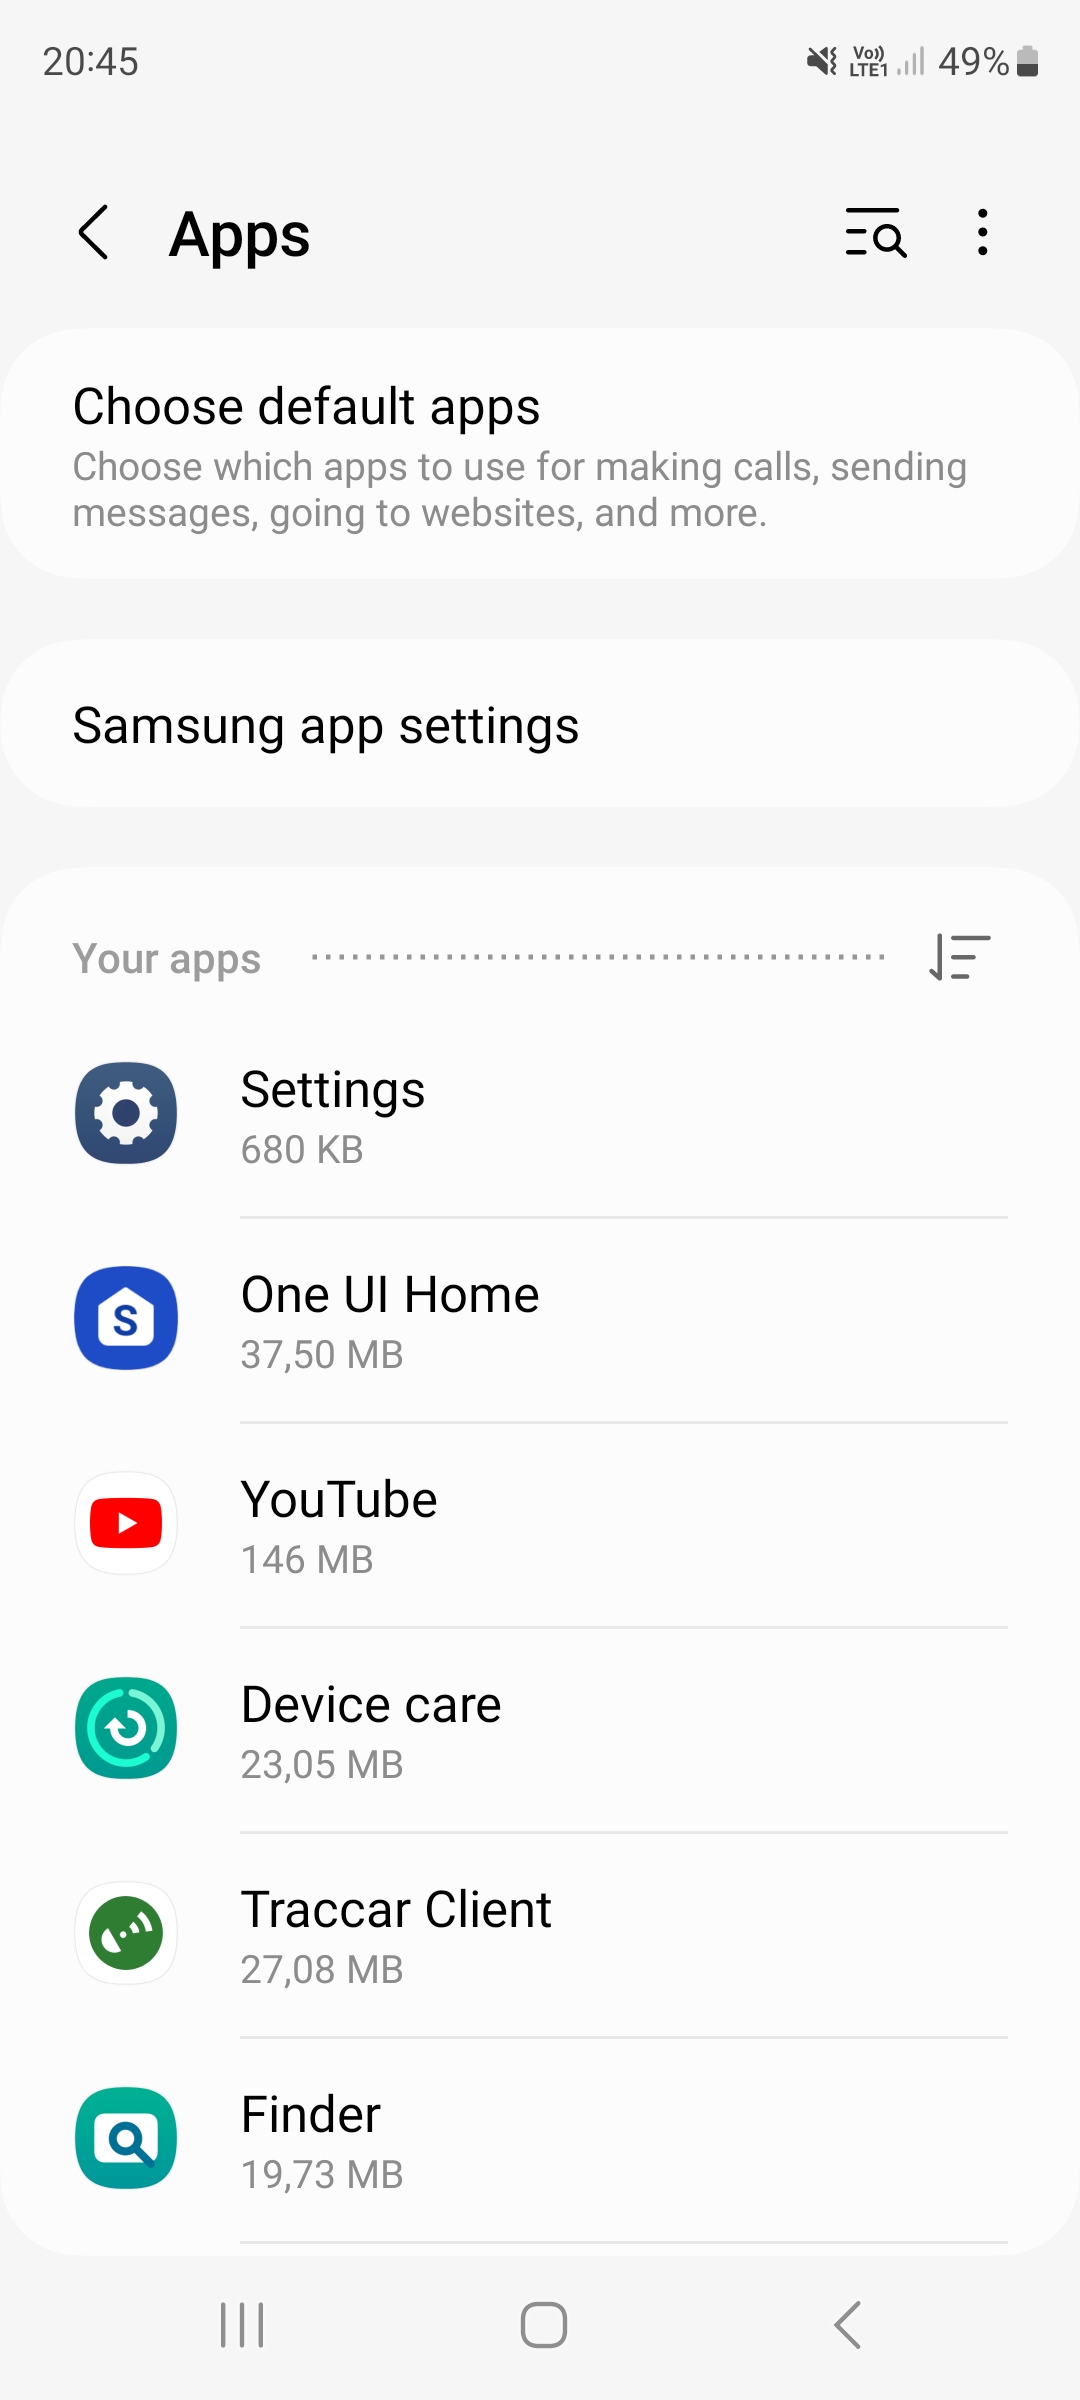 20:45
Vo)) LTE1 49%
Apps
Choose default apps
Choose which apps to use for making calls, sending
messages, going to websites, and more.
Samsung app settings
Your apps
Settings
680 KB
One UI Home
37,50 MB
YouTube
146 MB
Device care
23,05 MB
Traccar Client
27,08 MB
Finder
19,73 MB